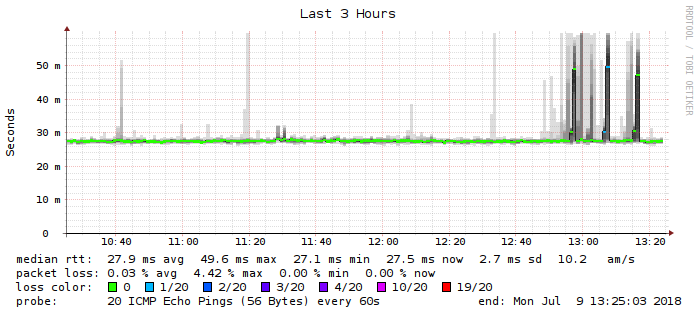 Last 3 Hours
RRDTOOL / TOBI OETIKER
Seconds
50 m
40 m
30 m
20 m
10 m
0
10:40 11:00 11:20 11:40 12:00 12:20 12:40 13:00 13:20
median rtt: 27.9 ms avg 49.6 ms max 27.1 ms min 27.5 ms now 2.7 ms sd 10.2 am/s
packet loss: 0.03 % avg 4.42 % max 0.00 % min 0.00 % now
loss color: 0 1/20 2/20 3/20 4/20 10/20 19/20
probe: 20 ICMP Echo Pings (56 Bytes) every 60s end: Mon Jul 9 13:25:03 2018